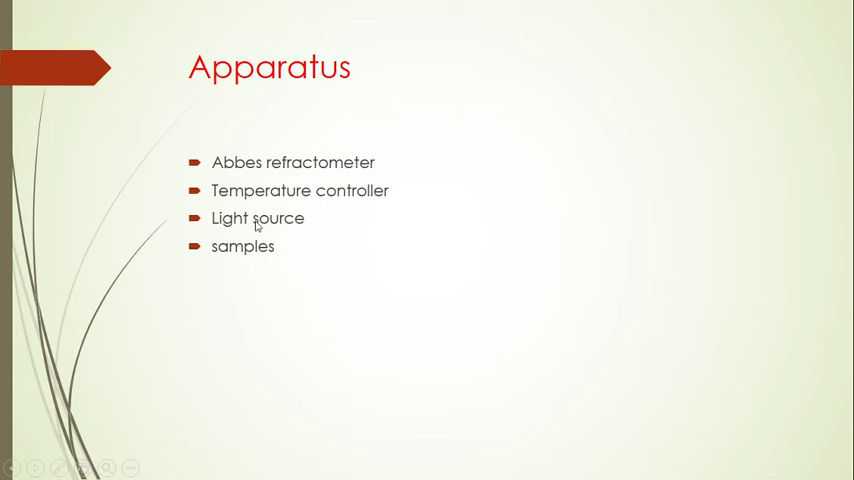 Apparatus
Abbes refractometer
Temperature controller
Light source
samples